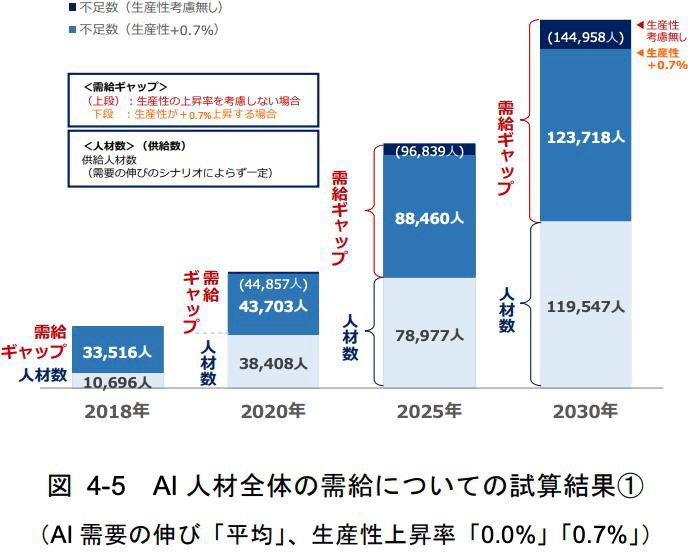 ■ 不足数（生産性考慮無し）
■ 不足数（生産性+0.7%）
＜需給ギャップ＞
（上段）：生産性の上昇率を考慮しない場合
下段 ：生産性が＋0.7%上昇する場合
＜人材数＞（供給数）
供給人材数
（需要の伸びのシナリオによらず一定）
需給
ギャップ
33,516人
人材数
10,696人
2018年
需給
ギャップ
(44,857人)
43,703人
人材数
38,408人
2020年
需給ギャップ
(96,839人)
88,460人
人材数
78,977人
2025年
需給ギャップ
(144,958人)
123,718人
人材数
119,547人
2030年
◀ 生産性
考慮無し
◀ 生産性
＋0.7%
図 4-5 AI 人材全体の需給についての試算結果①
（AI 需要の伸び「平均」、生産性上昇率「0.0%」「0.7%」）